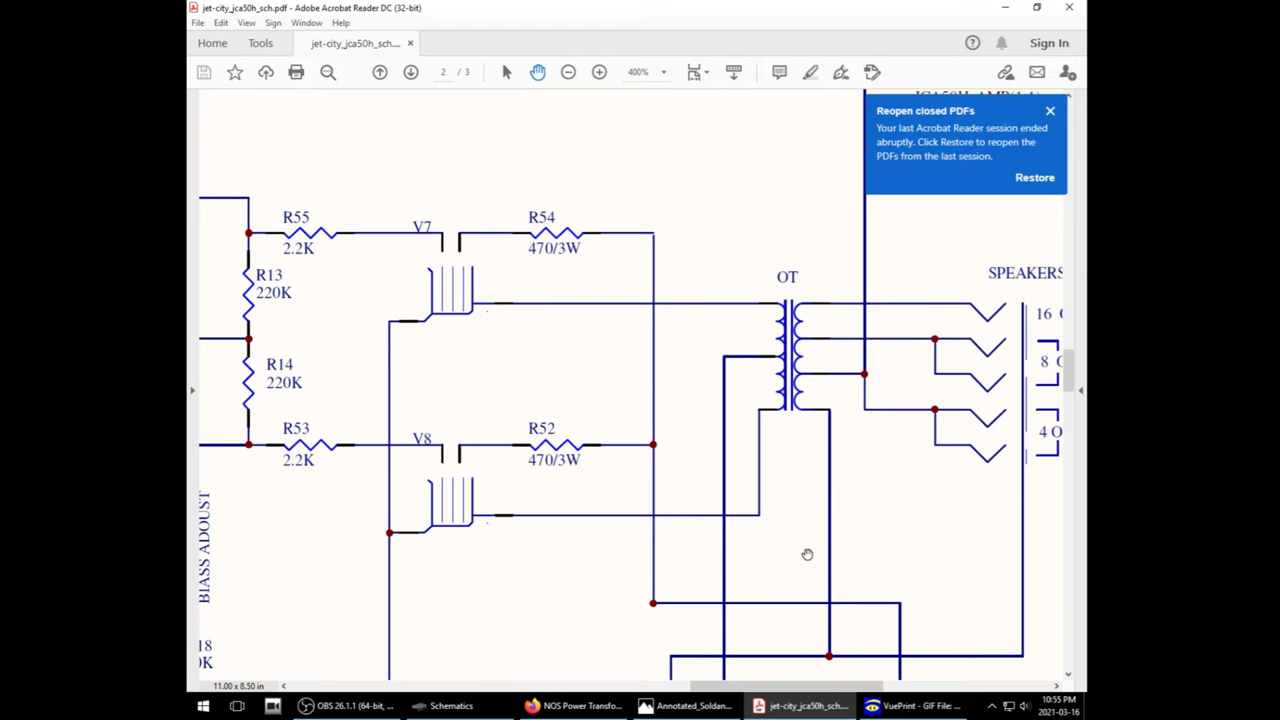 jet-city_jca50h_sch.pdf - Adobe Acrobat Reader DC (32-bit)
File Edit View Sign Window Help
Home Tools jet-city_jca50h_sch.... × Sign In
2 / 3 400%
Reopen closed PDFs
Your last Acrobat Reader session ended
abruptly. Click Restore to reopen the
PDFs from the last session.
Restore
R55
2.2K
V7
R54
470/3W
R13
220K
OT
SPEAKERS
16
8
4
R14
220K
R53
2.2K
V8
R52
470/3W
BIASS ADOUST
18
0K
11.00 x 8.50 in
OBS 26.1.1 (64-bit, ... Schematics NOS Power Transfo... Annotated_Soldan... jet-city_jca50h_sch.... VuePrint - GIF File: ...
10:55 PM
2021-03-16